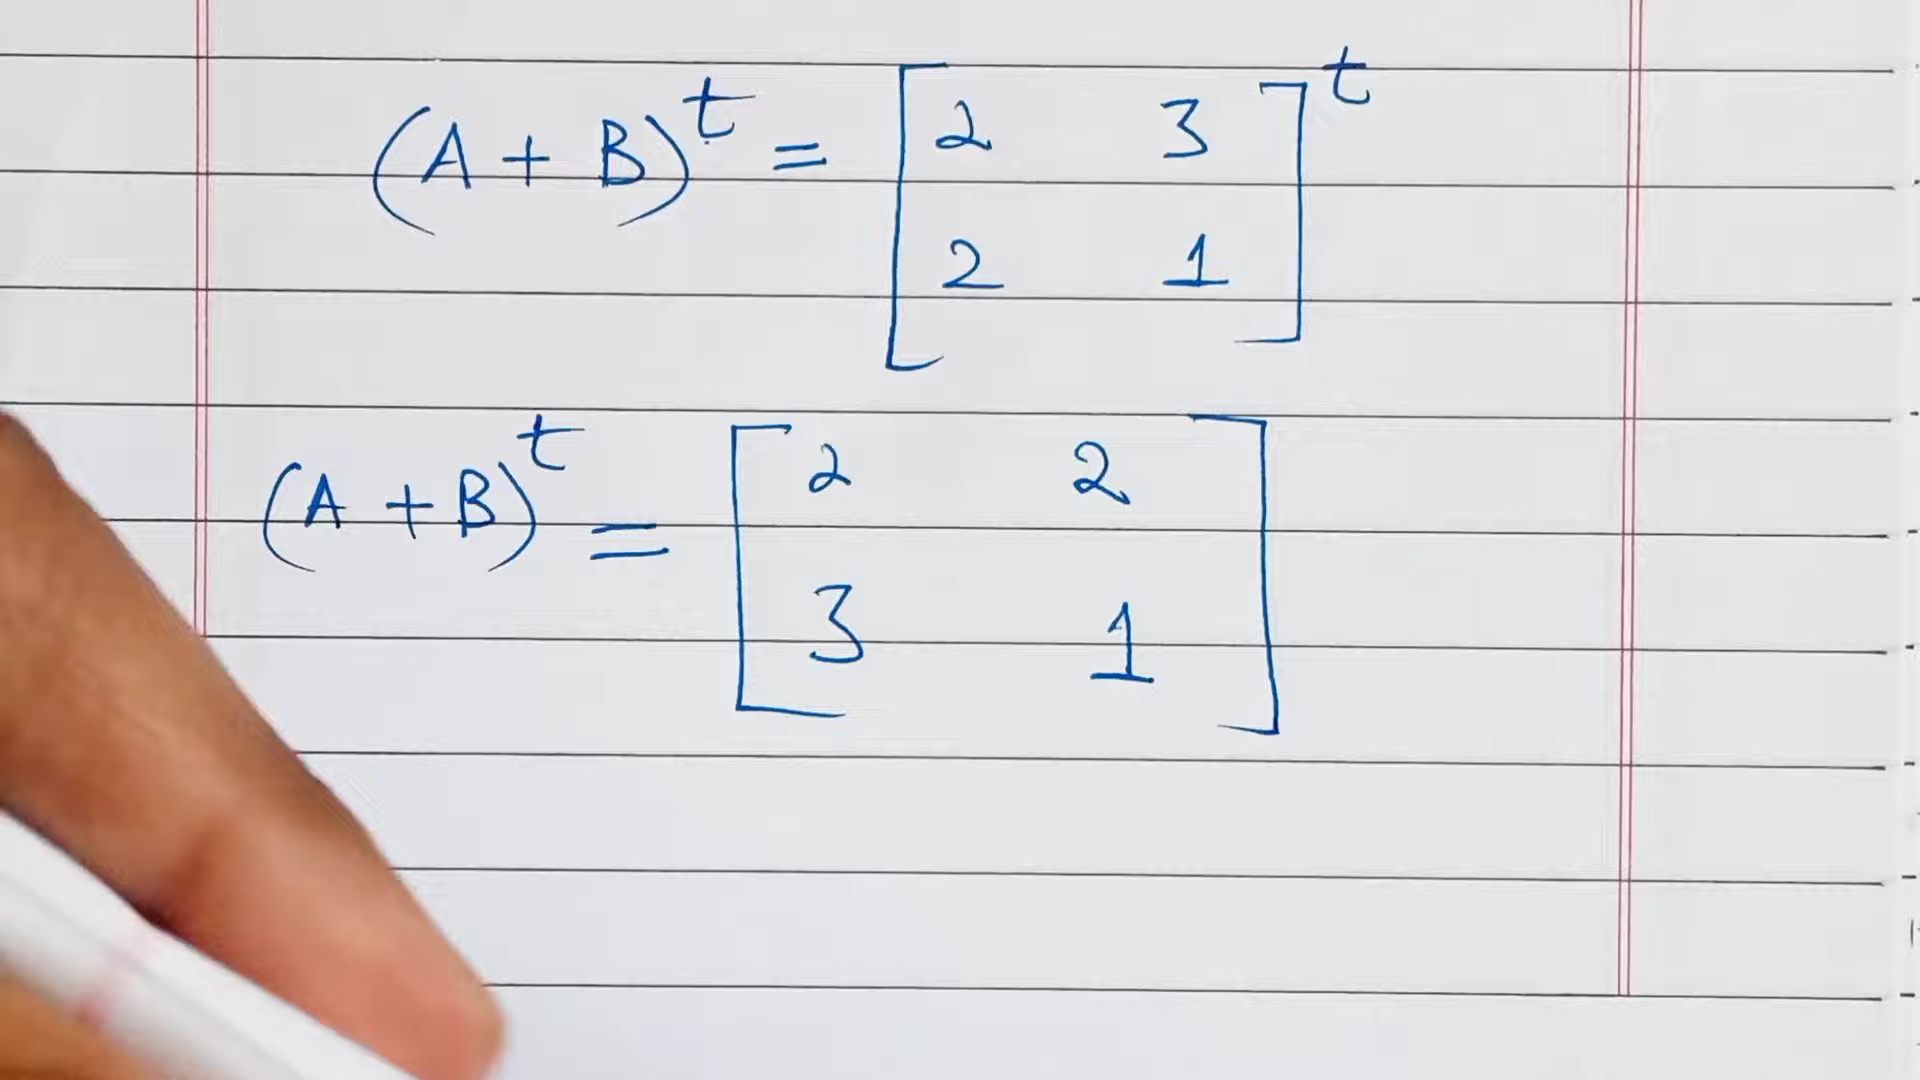 (A + B)^t = [2 3
2 1]^t
(A + B)^t = [2 2
3 1]